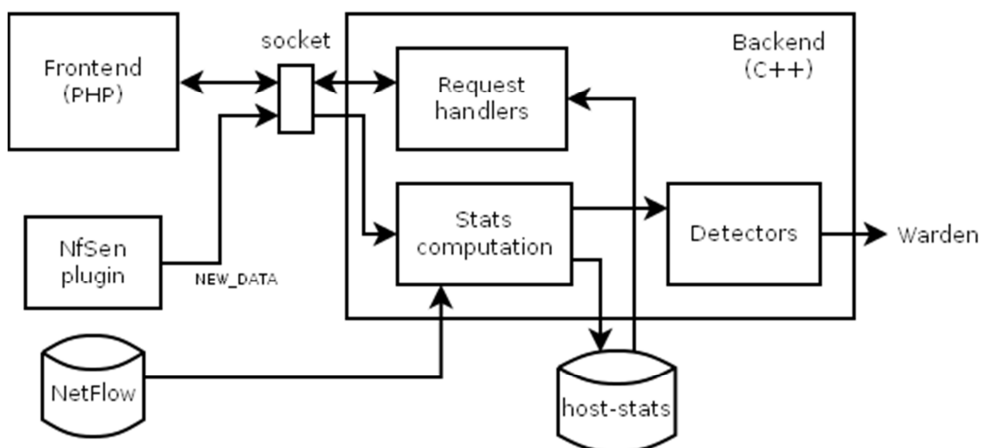 socket
Backend
(C++)
Frontend
(PHP)
Request
handlers
Stats
computation
Detectors
Warden
NfSen
plugin
NEW_DATA
NetFlow
host-stats